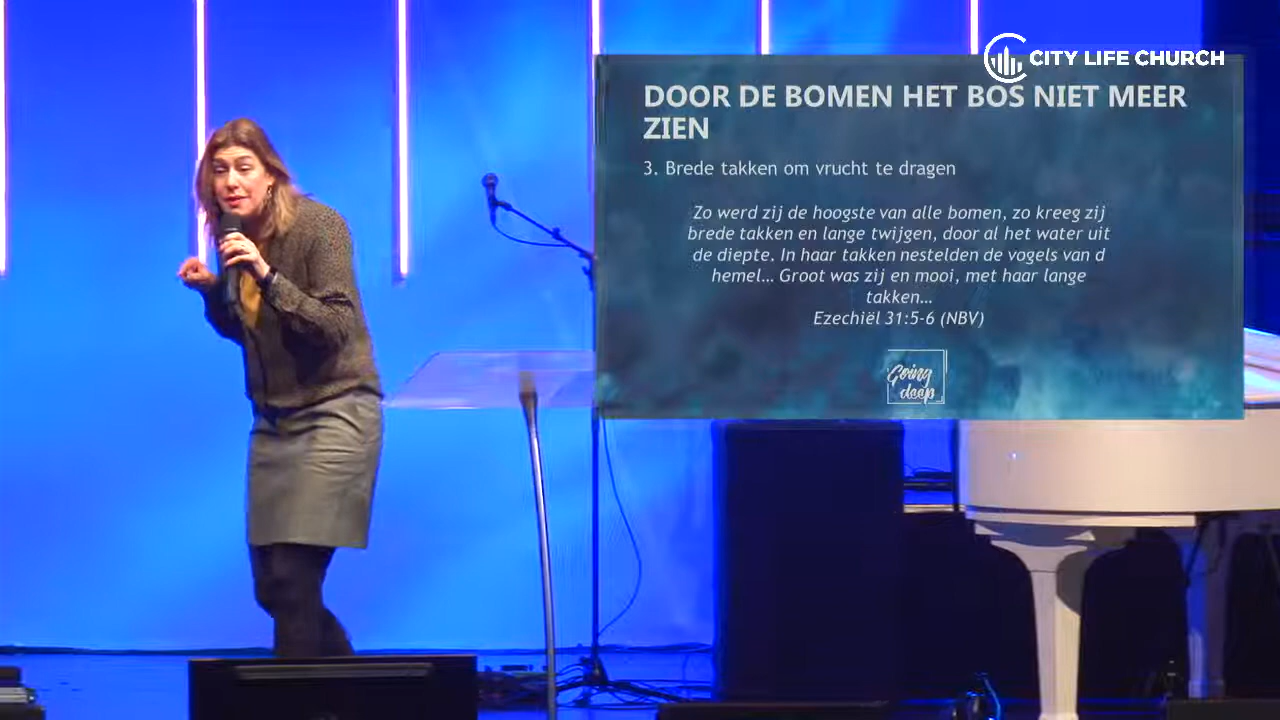 CITY LIFE CHURCH
DOOR DE BOMEN HET BOS NIET MEER
ZIEN
3. Brede takken om vrucht te dragen
Zo werd zij de hoogste van alle bomen, zo kreeg zij
brede takken en lange twijgen, door al het water uit
de diepte. In haar takken nestelden de vogels van d
hemel... Groot was zij en mooi, met haar lange
takken...
Ezechiël 31:5-6 (NBV)
Going
deep